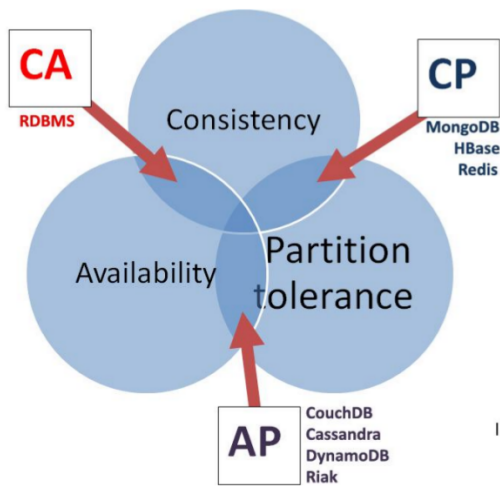 CA
RDBMS
Consistency
CP
MongoDB
HBase
Redis
Availability
Partition
tolerance
AP
CouchDB
Cassandra
DynamoDB
Riak